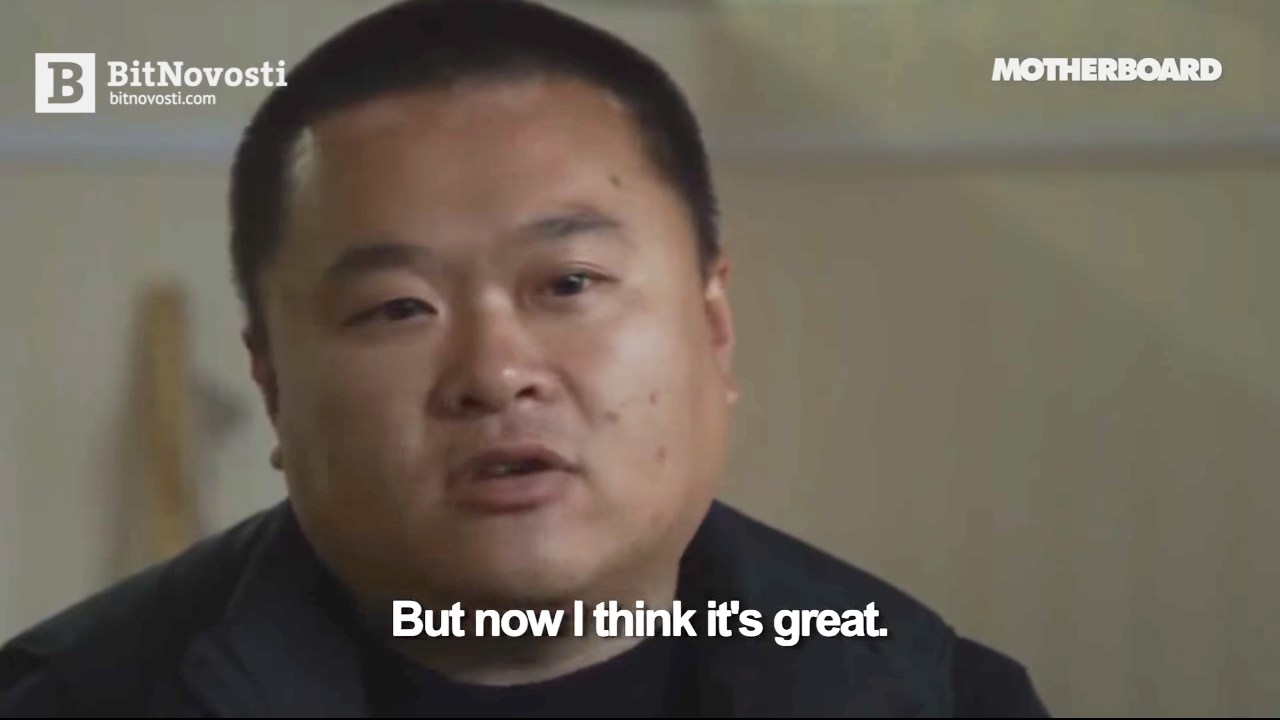 BitNovosti
bitnovosti.com
MOTHERBOARD
But now I think it's great.